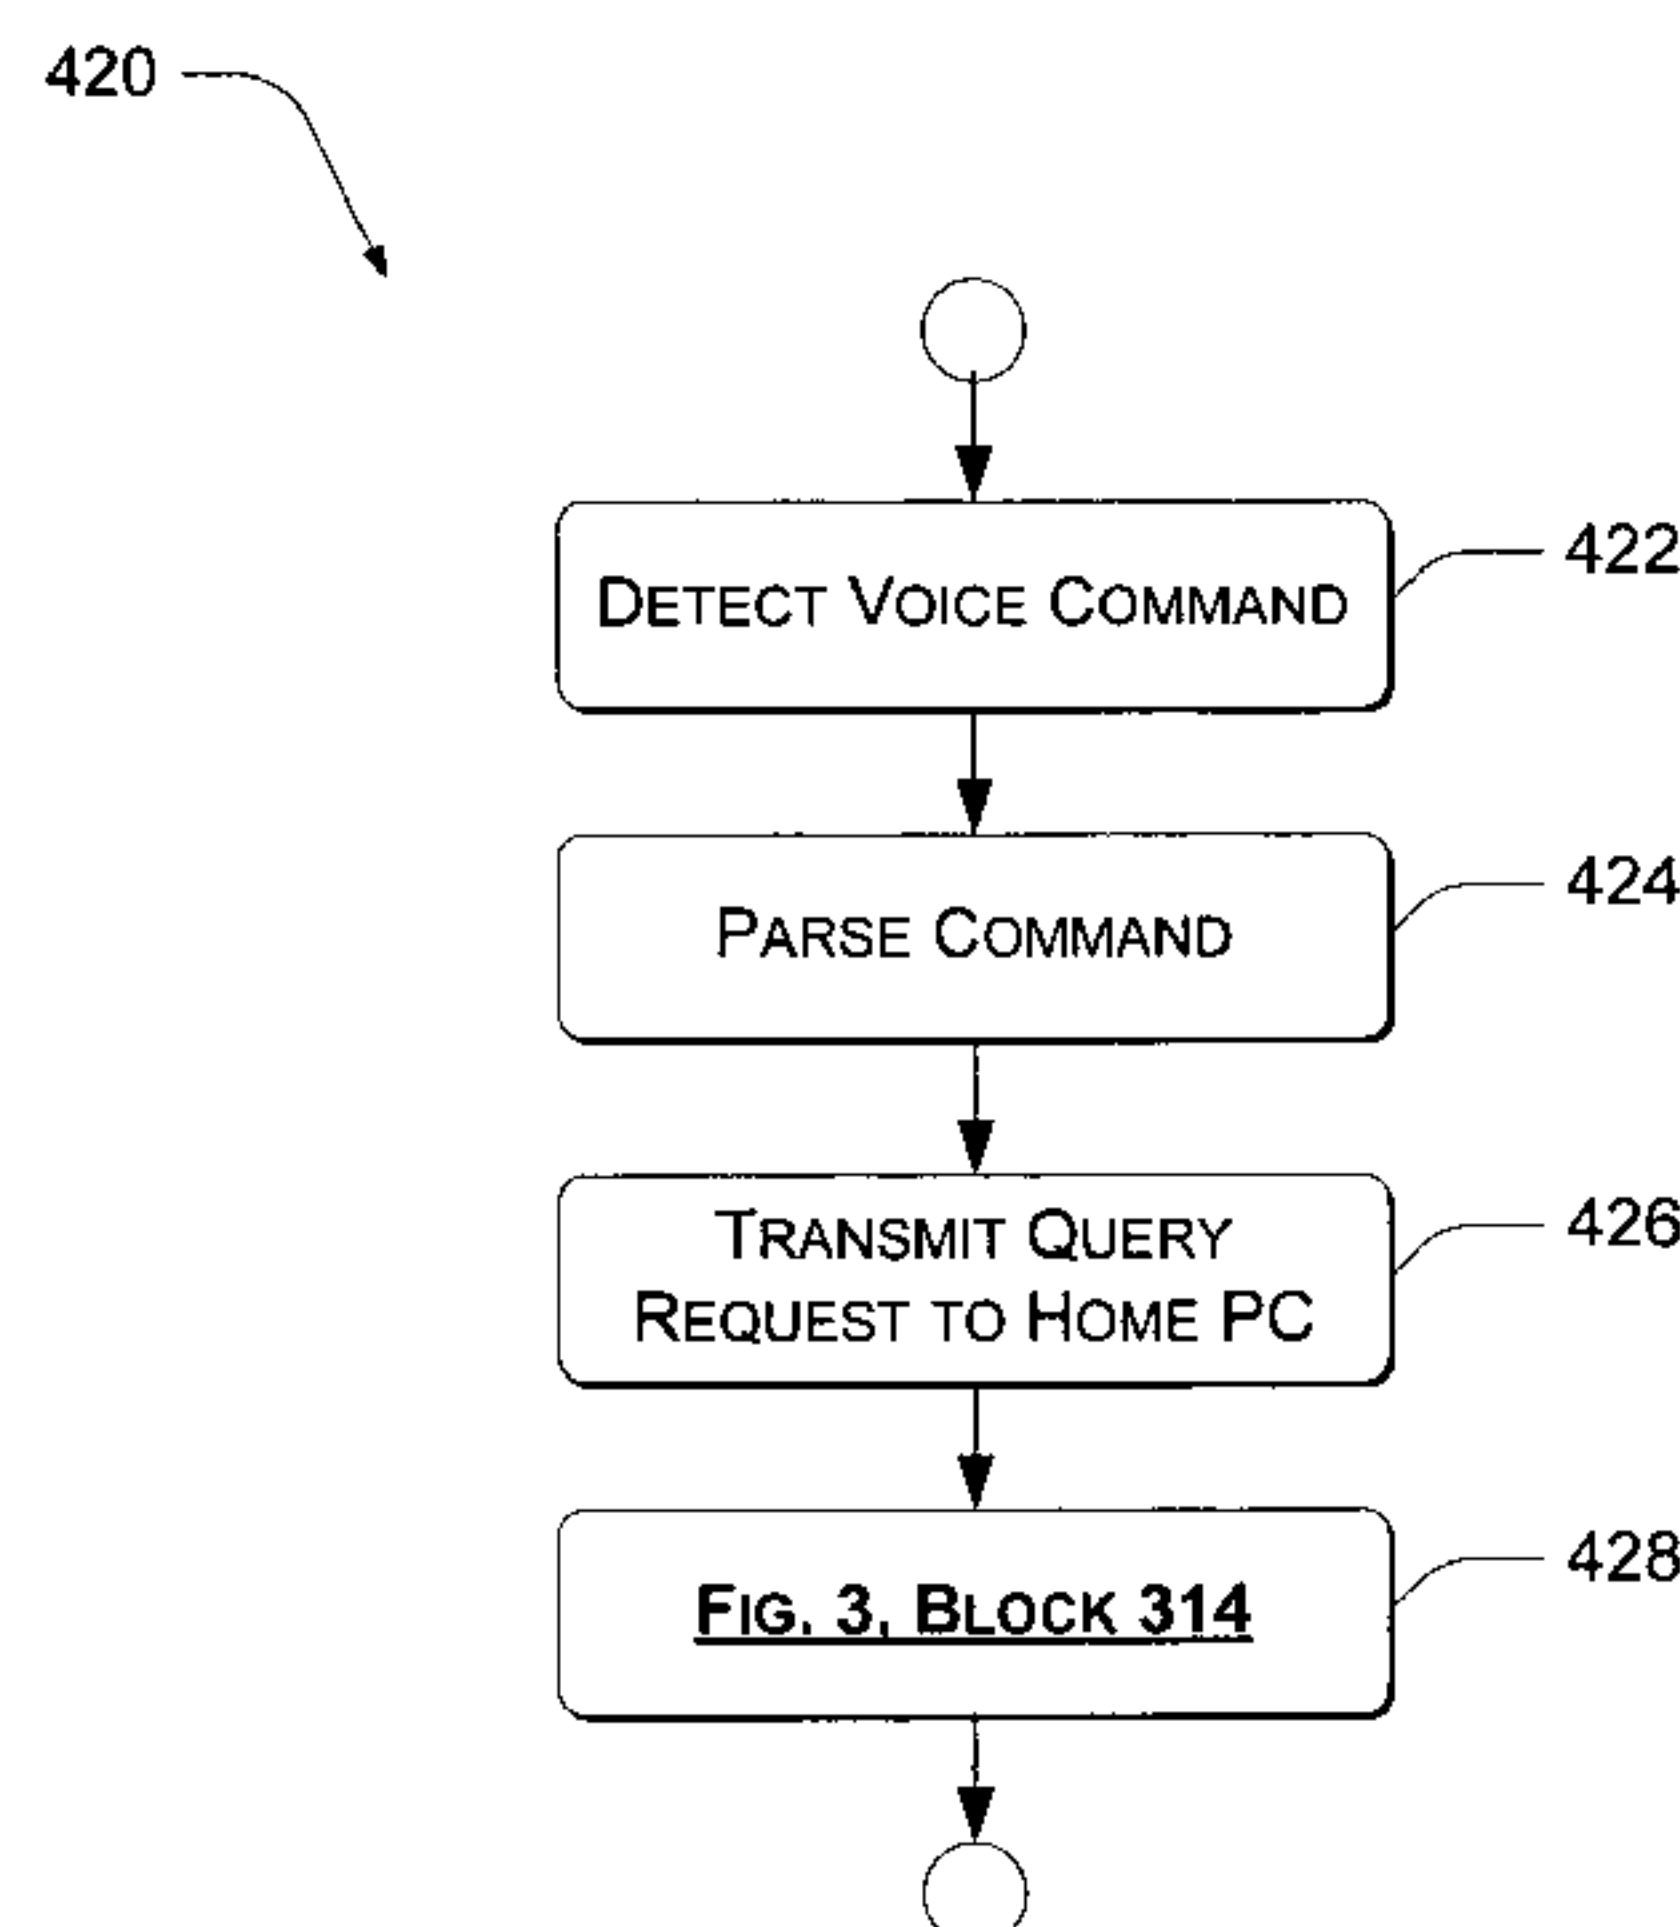 420
DETECT VOICE COMMAND
422
PARSE COMMAND
424
TRANSMIT QUERY
REQUEST TO HOME PC
426
FIG. 3, BLOCK 314
428